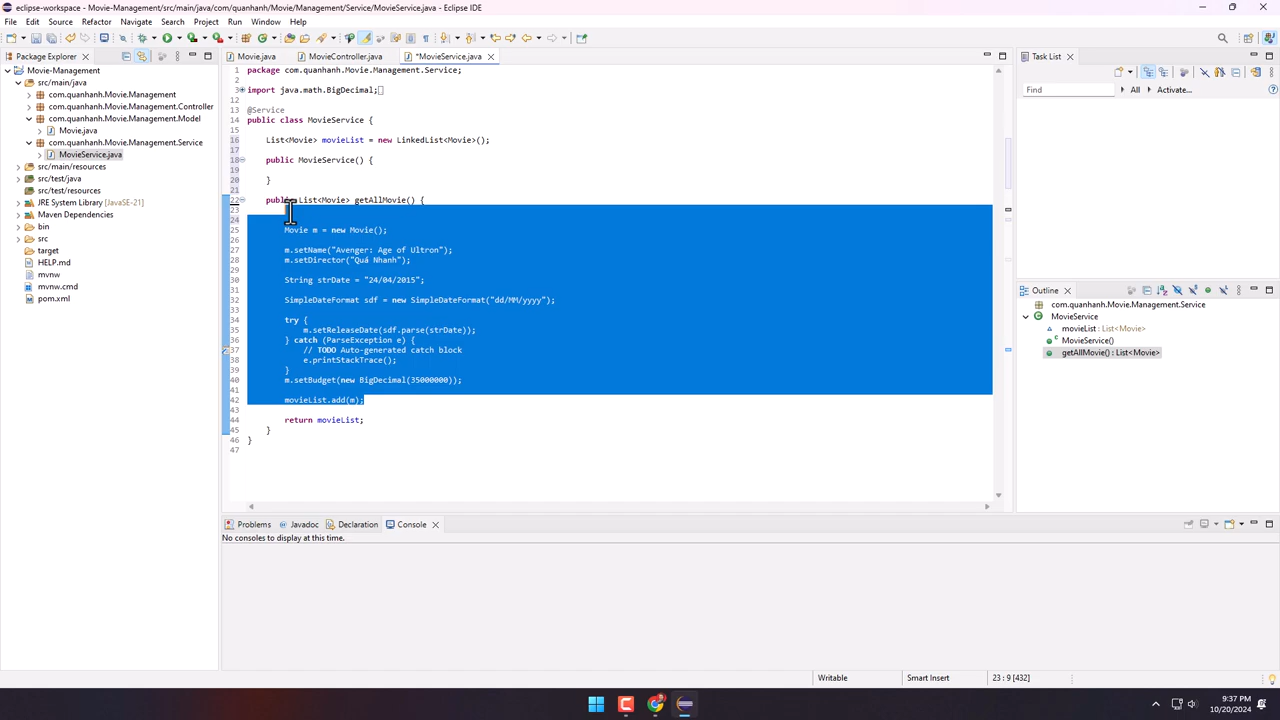 eclipse-workspace - Movie-Management/src/main/java/com/quanhanh/Movie/Management/Service/MovieService.java - Eclipse IDE
File Edit Source Refactor Navigate Search Project Run Window Help
Package Explorer
Movie-Management
src/main/java
com.quanhanh.Movie.Management
com.quanhanh.Movie.Management.Controller
com.quanhanh.Movie.Management.Model
Movie.java
com.quanhanh.Movie.Management.Service
MovieService.java
src/main/resources
src/test/java
src/test/resources
JRE System Library [JavaSE-21]
Maven Dependencies
bin
src
target
HELP.md
mvnw
mvnw.cmd
pom.xml
Movie.java MovieController.java *MovieService.java
1 package com.quanhanh.Movie.Management.Service;
2
3 import java.math.BigDecimal;
12
13 @Service
14 public class MovieService {
15
16 List<Movie> movieList = new LinkedList<Movie>();
17
18 public MovieService() {
19
20 }
21
22 public List<Movie> getAllMovie() {
23
24
25 Movie m = new Movie();
26
27 m.setName("Avenger: Age of Ultron");
28 m.setDirector("Quá Nhanh");
29
30 String strDate = "24/04/2015";
31
32 SimpleDateFormat sdf = new SimpleDateFormat("dd/MM/yyyy");
33
34 try {
35 m.setReleaseDate(sdf.parse(strDate));
36 } catch (ParseException e) {
37 // TODO Auto-generated catch block
38 e.printStackTrace();
39 }
40 m.setBudget(new BigDecimal(35000000));
41
42 movieList.add(m);
43
44 return movieList;
45 }
46 }
47
Problems Javadoc Declaration Console
No consoles to display at this time.
Task List
Find All Activate...
Outline
com.quanhanh.Movie.Management.Service
MovieService
movieList : List<Movie>
MovieService()
getAllMovie() : List<Movie>
Writable Smart Insert 23 : 9 [432]
9:37 PM
10/20/2024